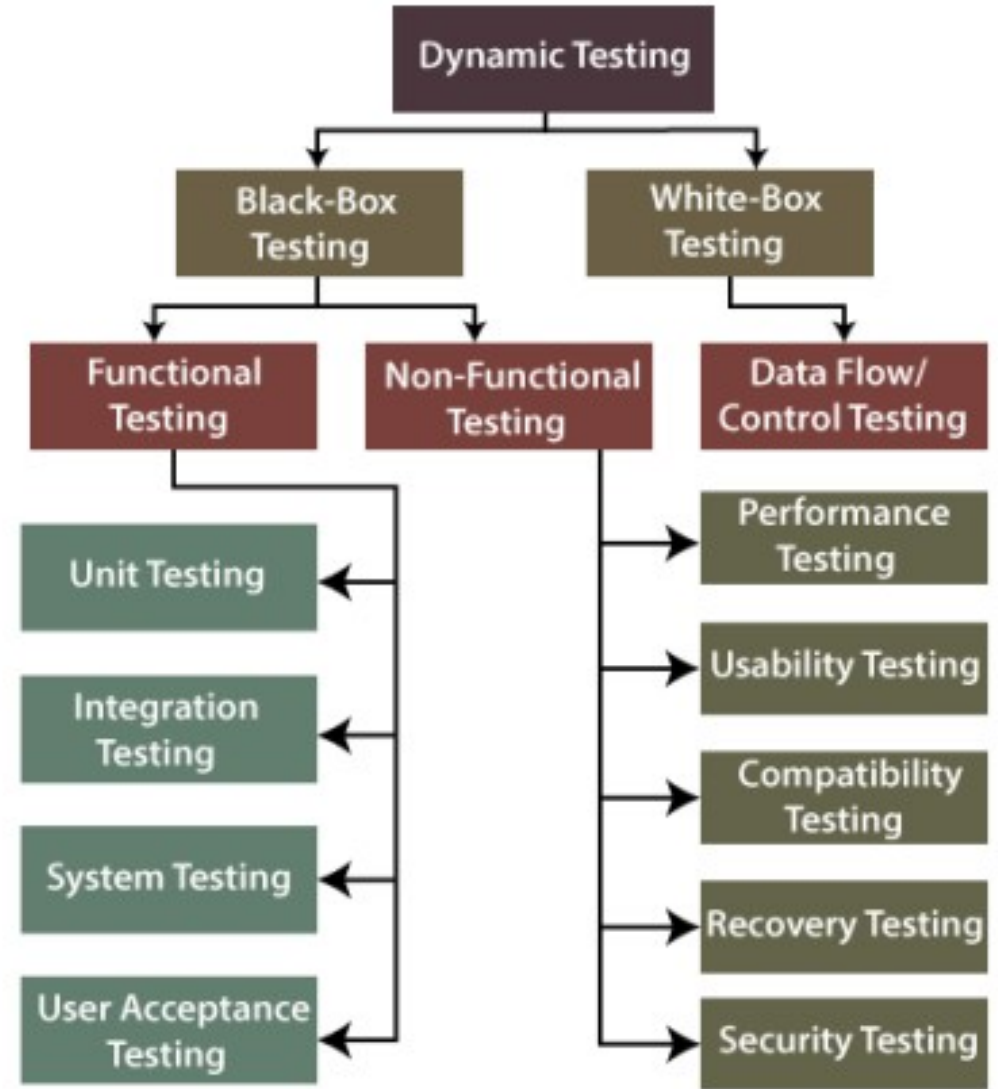 Dynamic Testing
Black-Box
Testing
White-Box
Testing
Functional
Testing
Non-Functional
Testing
Data Flow/
Control Testing
Unit Testing
Integration
Testing
System Testing
User Acceptance
Testing
Performance
Testing
Usability Testing
Compatibility
Testing
Recovery Testing
Security Testing